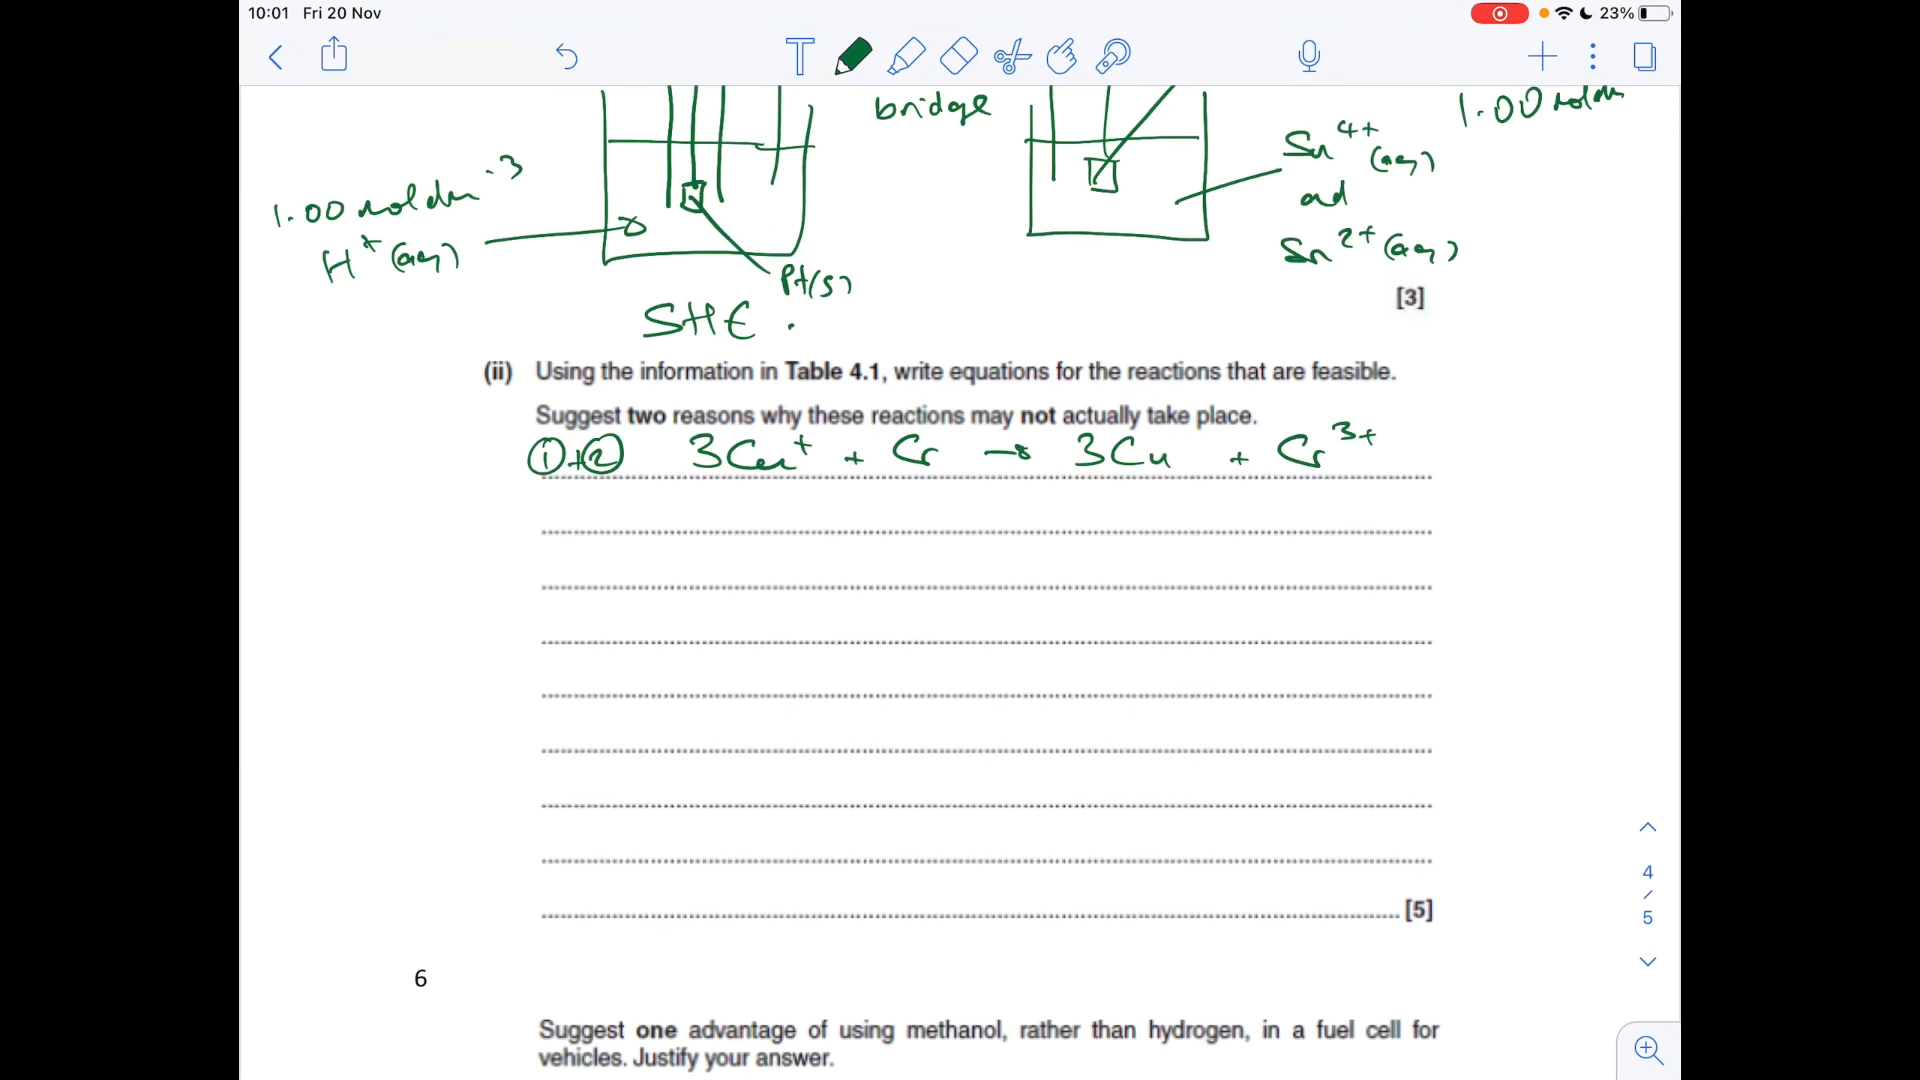 10:01 Fri 20 Nov
23%
T
bridge
1.00 moldm
Sn⁴⁺(aq)
and
Sn²⁺(aq)
1.00 moldm⁻³
H⁺(aq)
Pt(s)
SHE.
[3]
(ii) Using the information in Table 4.1, write equations for the reactions that are feasible.
Suggest two reasons why these reactions may not actually take place.
①+② 3Cu⁺ + Cr → 3Cu + Cr³⁺
[5]
4
/
5
6
Suggest one advantage of using methanol, rather than hydrogen, in a fuel cell for
vehicles. Justify your answer.